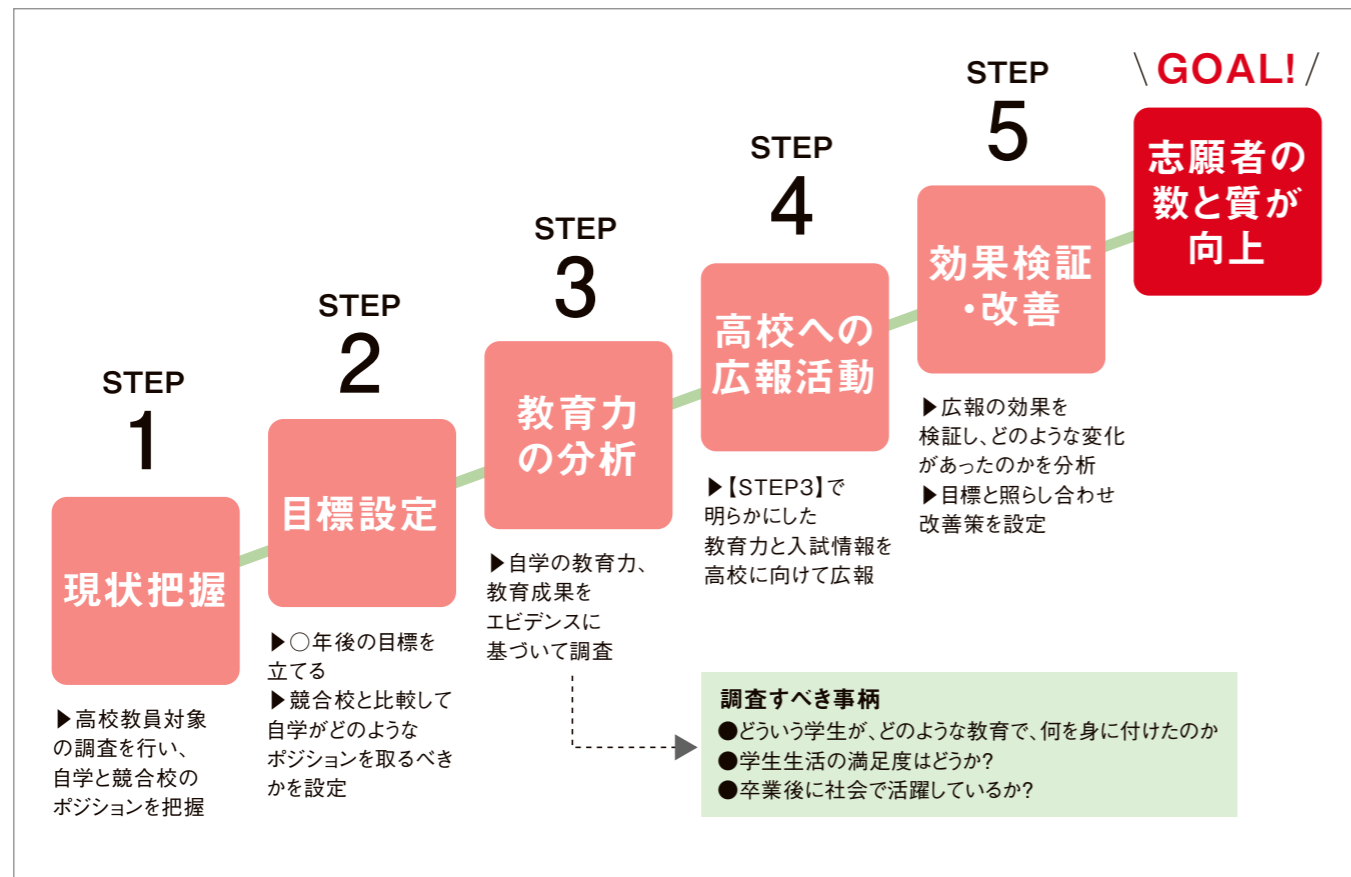 STEP
1
現状把握
▶高校教員対象
の調査を行い、
自学と競合校の
ポジションを把握
STEP
2
目標設定
▶○年後の目標を
立てる
▶競合校と比較して
自学がどのような
ポジションを取るべき
かを設定
STEP
3
教育力
の分析
▶自学の教育力、
教育成果を
エビデンスに
基づいて調査
調査すべき事柄
●どういう学生が、どのような教育で、何を身に付けたのか
●学生生活の満足度はどうか?
●卒業後に社会で活躍しているか?
STEP
4
高校への
広報活動
▶【STEP3】で
明らかにした
教育力と入試情報を
高校に向けて広報
STEP
5
効果検証
・改善
▶広報の効果を
検証し、どのような変化
があったのかを分析
▶目標と照らし合わせ
改善策を設定
\ GOAL! /
志願者の
数と質が
向上